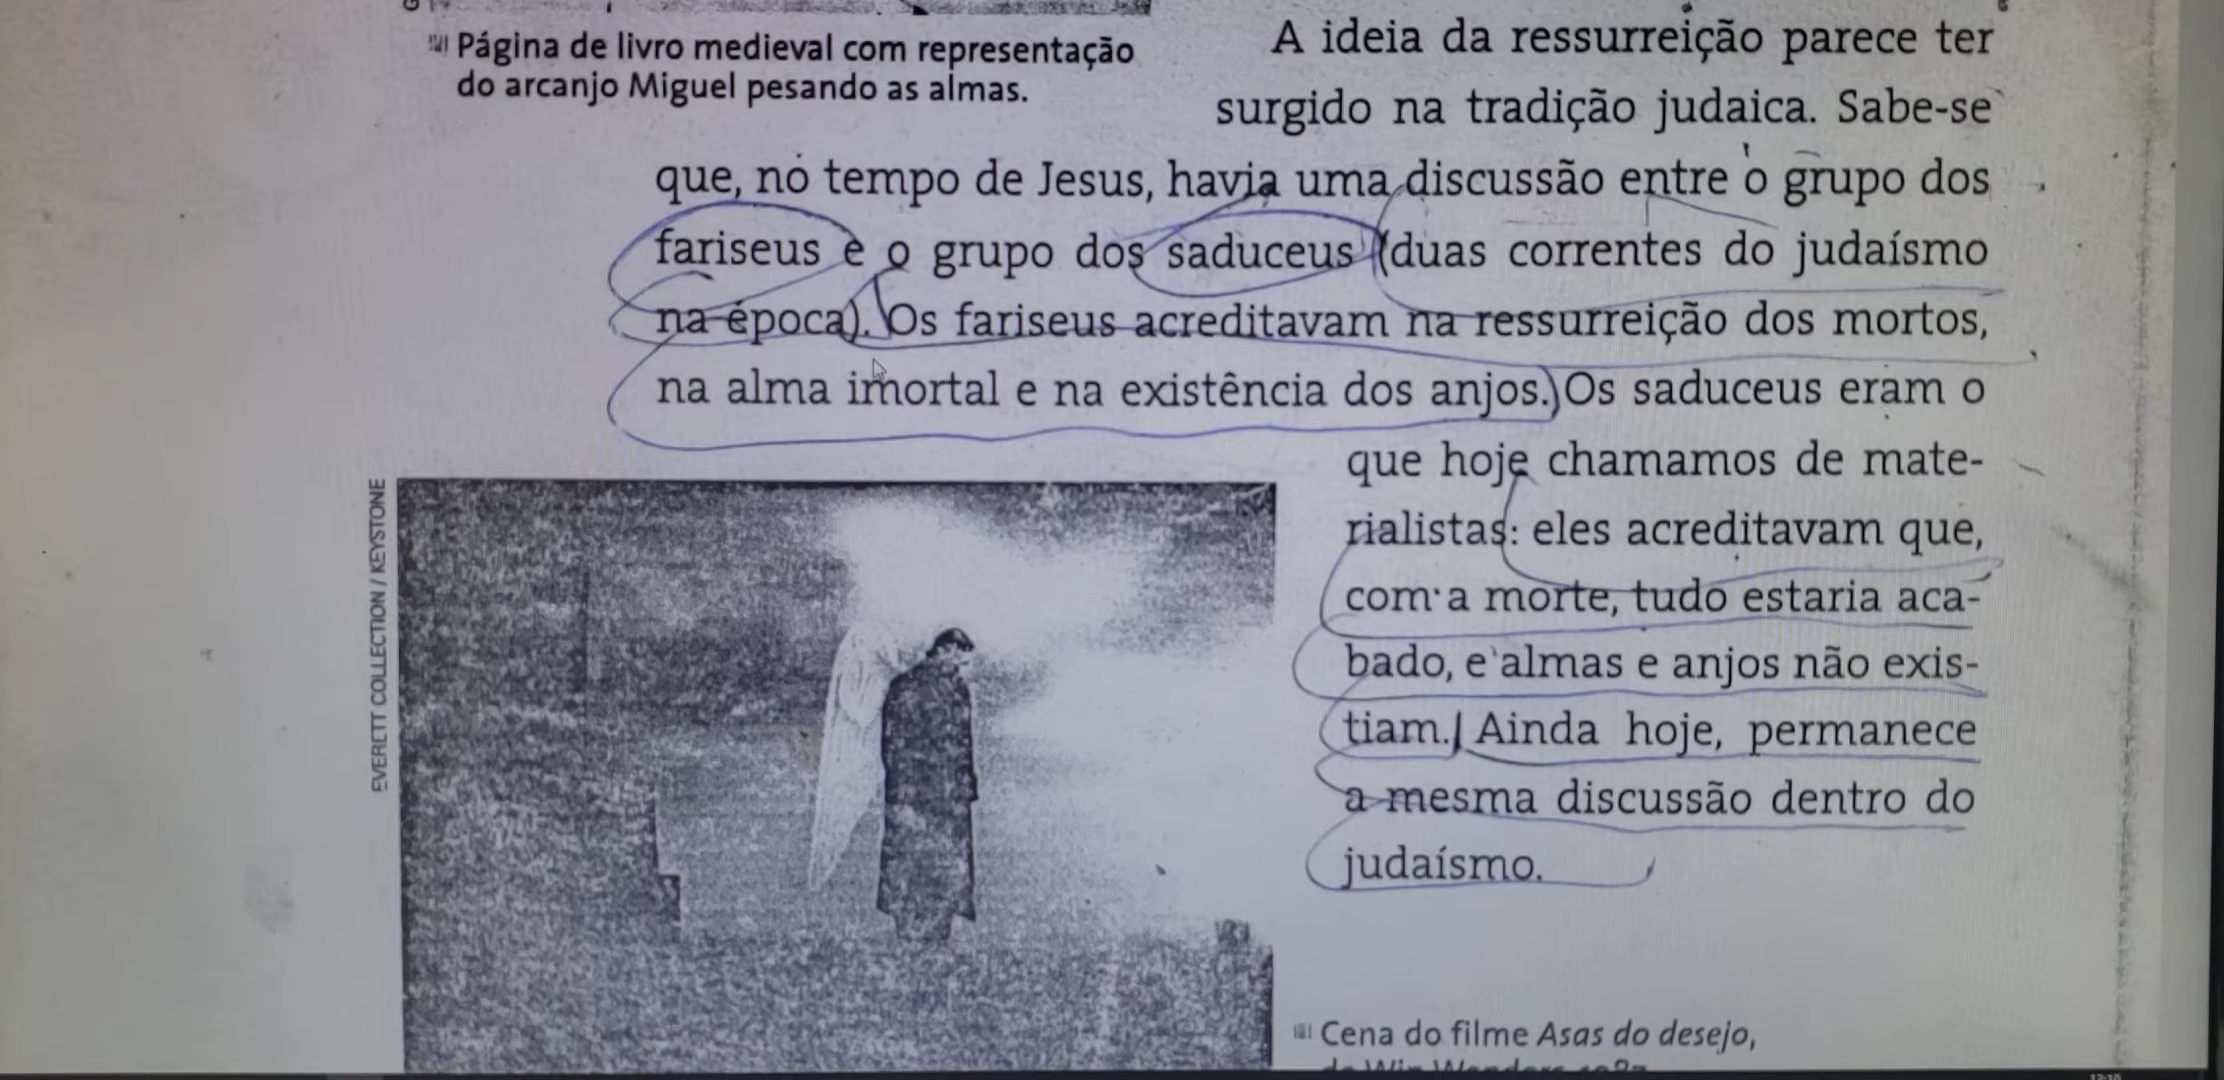 Página de livro medieval com representação
do arcanjo Miguel pesando as almas.
A ideia da ressurreição parece ter
surgido na tradição judaica. Sabe-se
que, no tempo de Jesus, havia uma discussão entre o grupo dos
fariseus e o grupo dos saduceus (duas correntes do judaísmo
na época). Os fariseus acreditavam na ressurreição dos mortos,
na alma imortal e na existência dos anjos. Os saduceus eram o
que hoje chamamos de mate-
rialistas: eles acreditavam que,
com a morte, tudo estaria aca-
bado, e almas e anjos não exis-
tiam. Ainda hoje, permanece
a mesma discussão dentro do
judaísmo.
EVERETT COLLECTION / KEYSTONE
Cena do filme Asas do desejo,